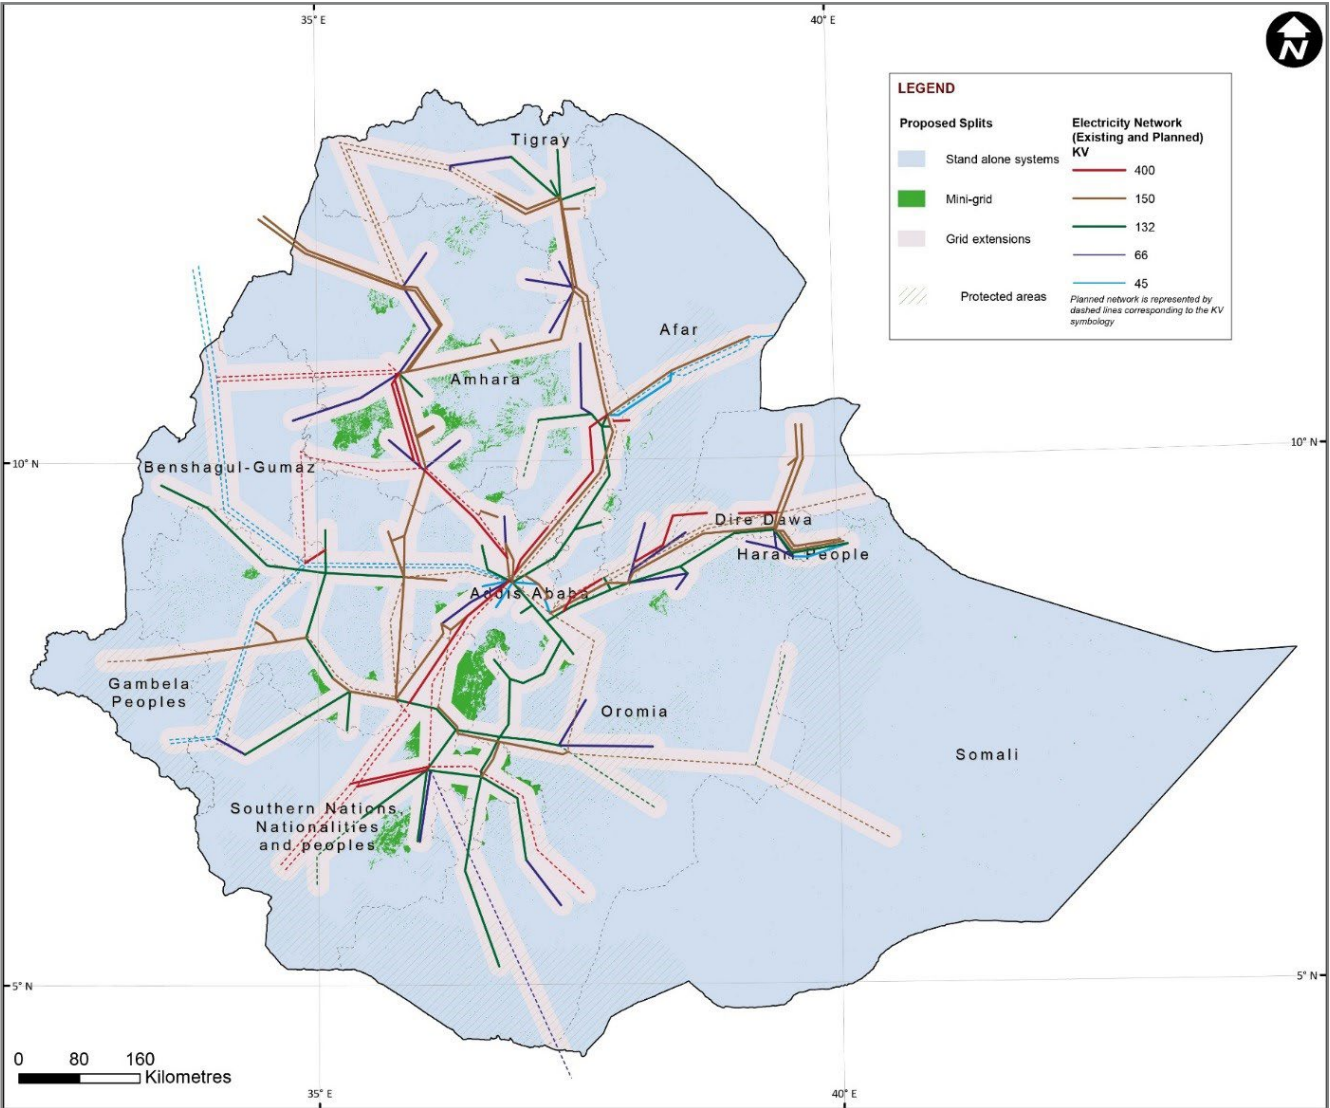 35° E
40° E
N
LEGEND
Proposed Splits
Stand alone systems
Mini-grid
Grid extensions
Protected areas
Electricity Network
(Existing and Planned)
KV
400
150
132
66
45
Planned network is represented by
dashed lines corresponding to the KV
symbology
Tigray
Afar
Amhara
10° N
10° N
Benshagul-Gumaz
Dire Dawa
Harari People
Addis Ababa
Gambela
Peoples
Oromia
Somali
Southern Nations,
Nationalities
and peoples
5° N
5° N
0 80 160
Kilometres
35° E
40° E